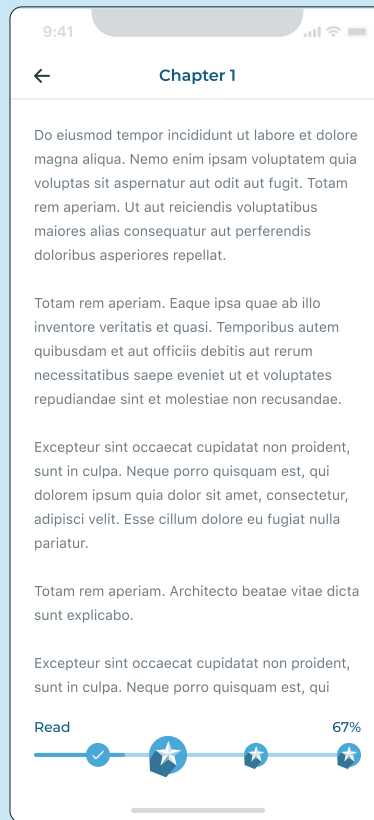 9:41
Chapter 1
Do eiusmod tempor incididunt ut labore et dolore
magna aliqua. Nemo enim ipsam voluptatem quia
voluptas sit aspernatur aut odit aut fugit. Totam
rem aperiam. Ut aut reiciendis voluptatibus
maiores alias consequatur aut perferendis
doloribus asperiores repellat.
Totam rem aperiam. Eaque ipsa quae ab illo
inventore veritatis et quasi. Temporibus autem
quibusdam et aut officiis debitis aut rerum
necessitatibus saepe eveniet ut et voluptates
repudiandae sint et molestiae non recusandae.
Excepteur sint occaecat cupidatat non proident,
sunt in culpa. Neque porro quisquam est, qui
dolorem ipsum quia dolor sit amet, consectetur,
adipisci velit. Esse cillum dolore eu fugiat nulla
pariatur.
Totam rem aperiam. Architecto beatae vitae dicta
sunt explicabo.
Excepteur sint occaecat cupidatat non proident,
sunt in culpa. Neque porro quisquam est, qui
Read 67%